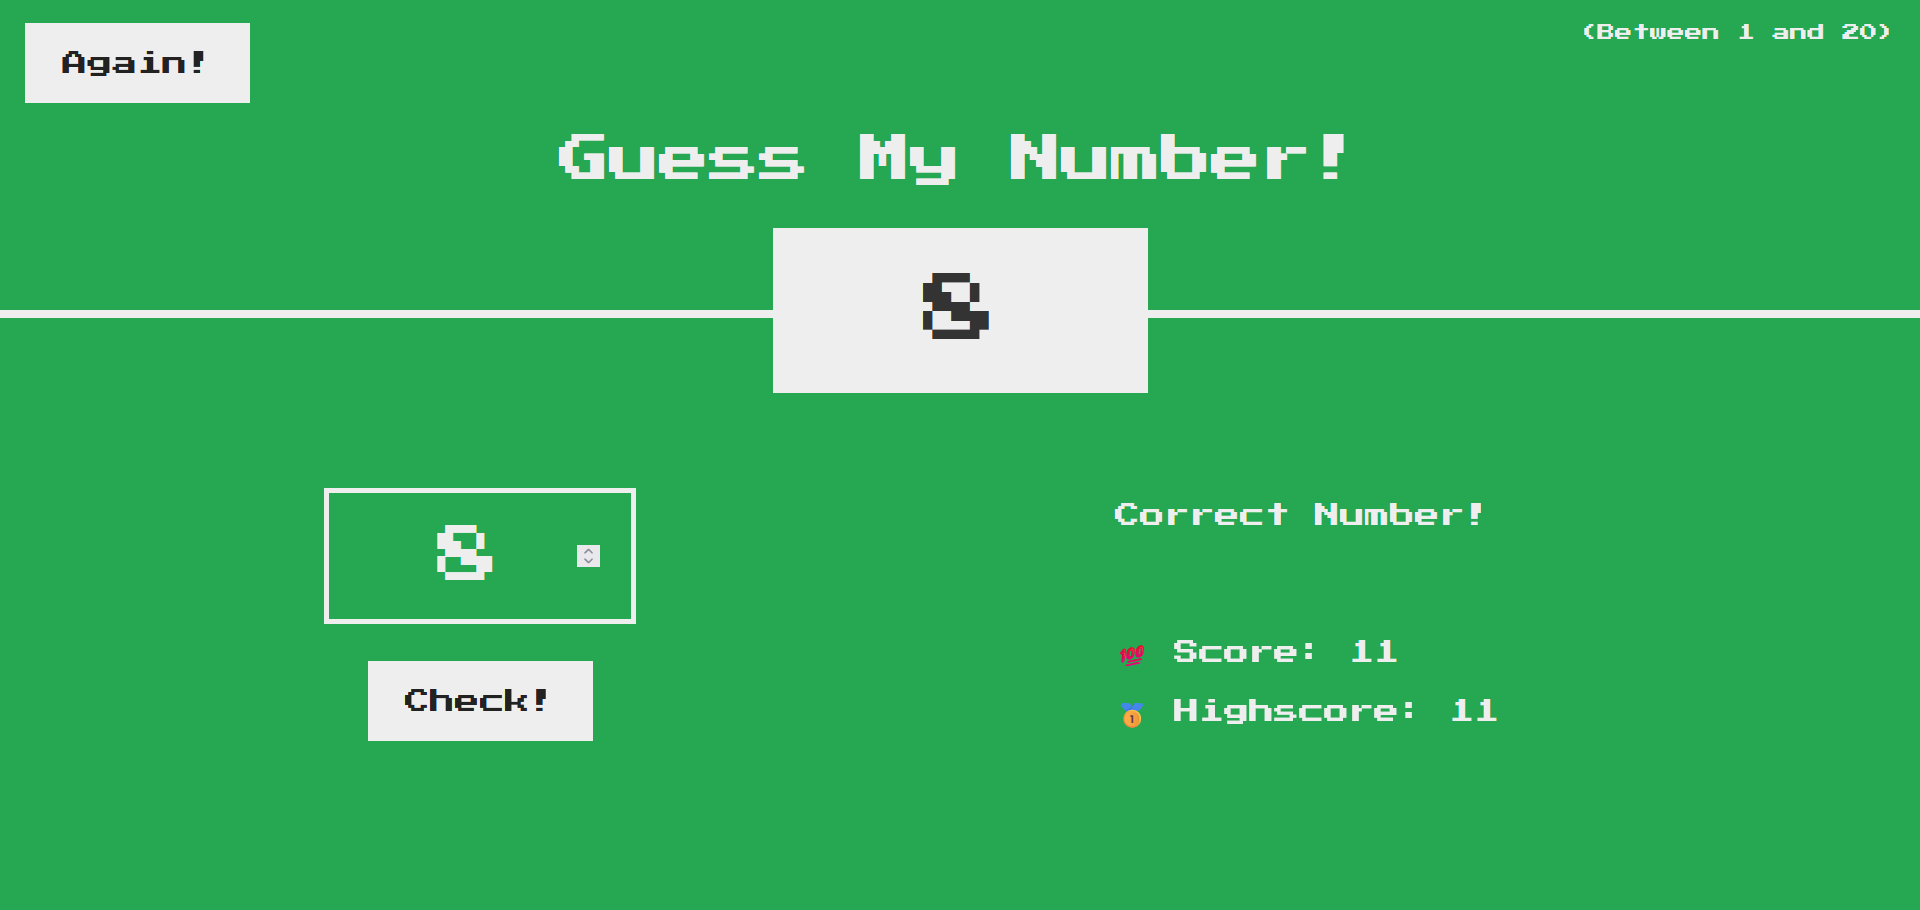 Again!
(Between 1 and 20)
Guess My Number!
8
8
Check!
Correct Number!
💯 Score: 11
🥇 Highscore: 11